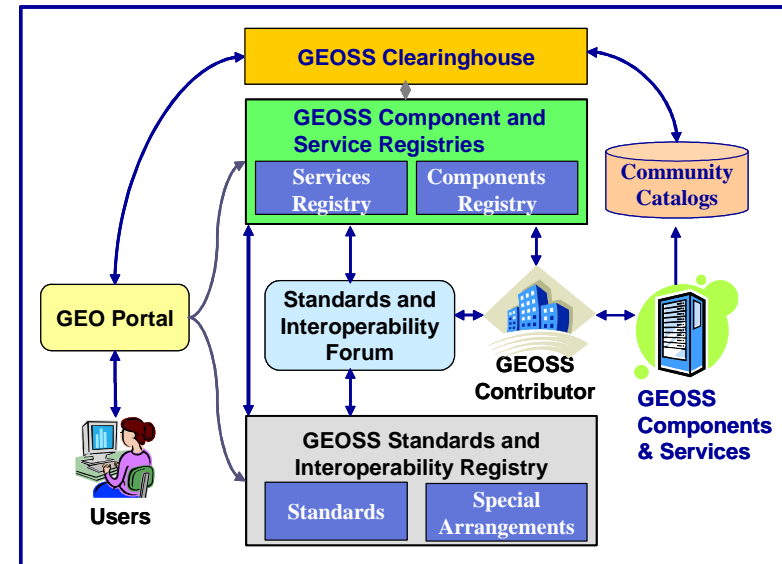 GEOSS Clearinghouse
GEOSS Component and
Service Registries
Services
Registry
Components
Registry
Community
Catalogs
GEO Portal
Standards and
Interoperability
Forum
GEOSS
Contributor
GEOSS
Components
& Services
Users
GEOSS Standards and
Interoperability Registry
Standards
Special
Arrangements